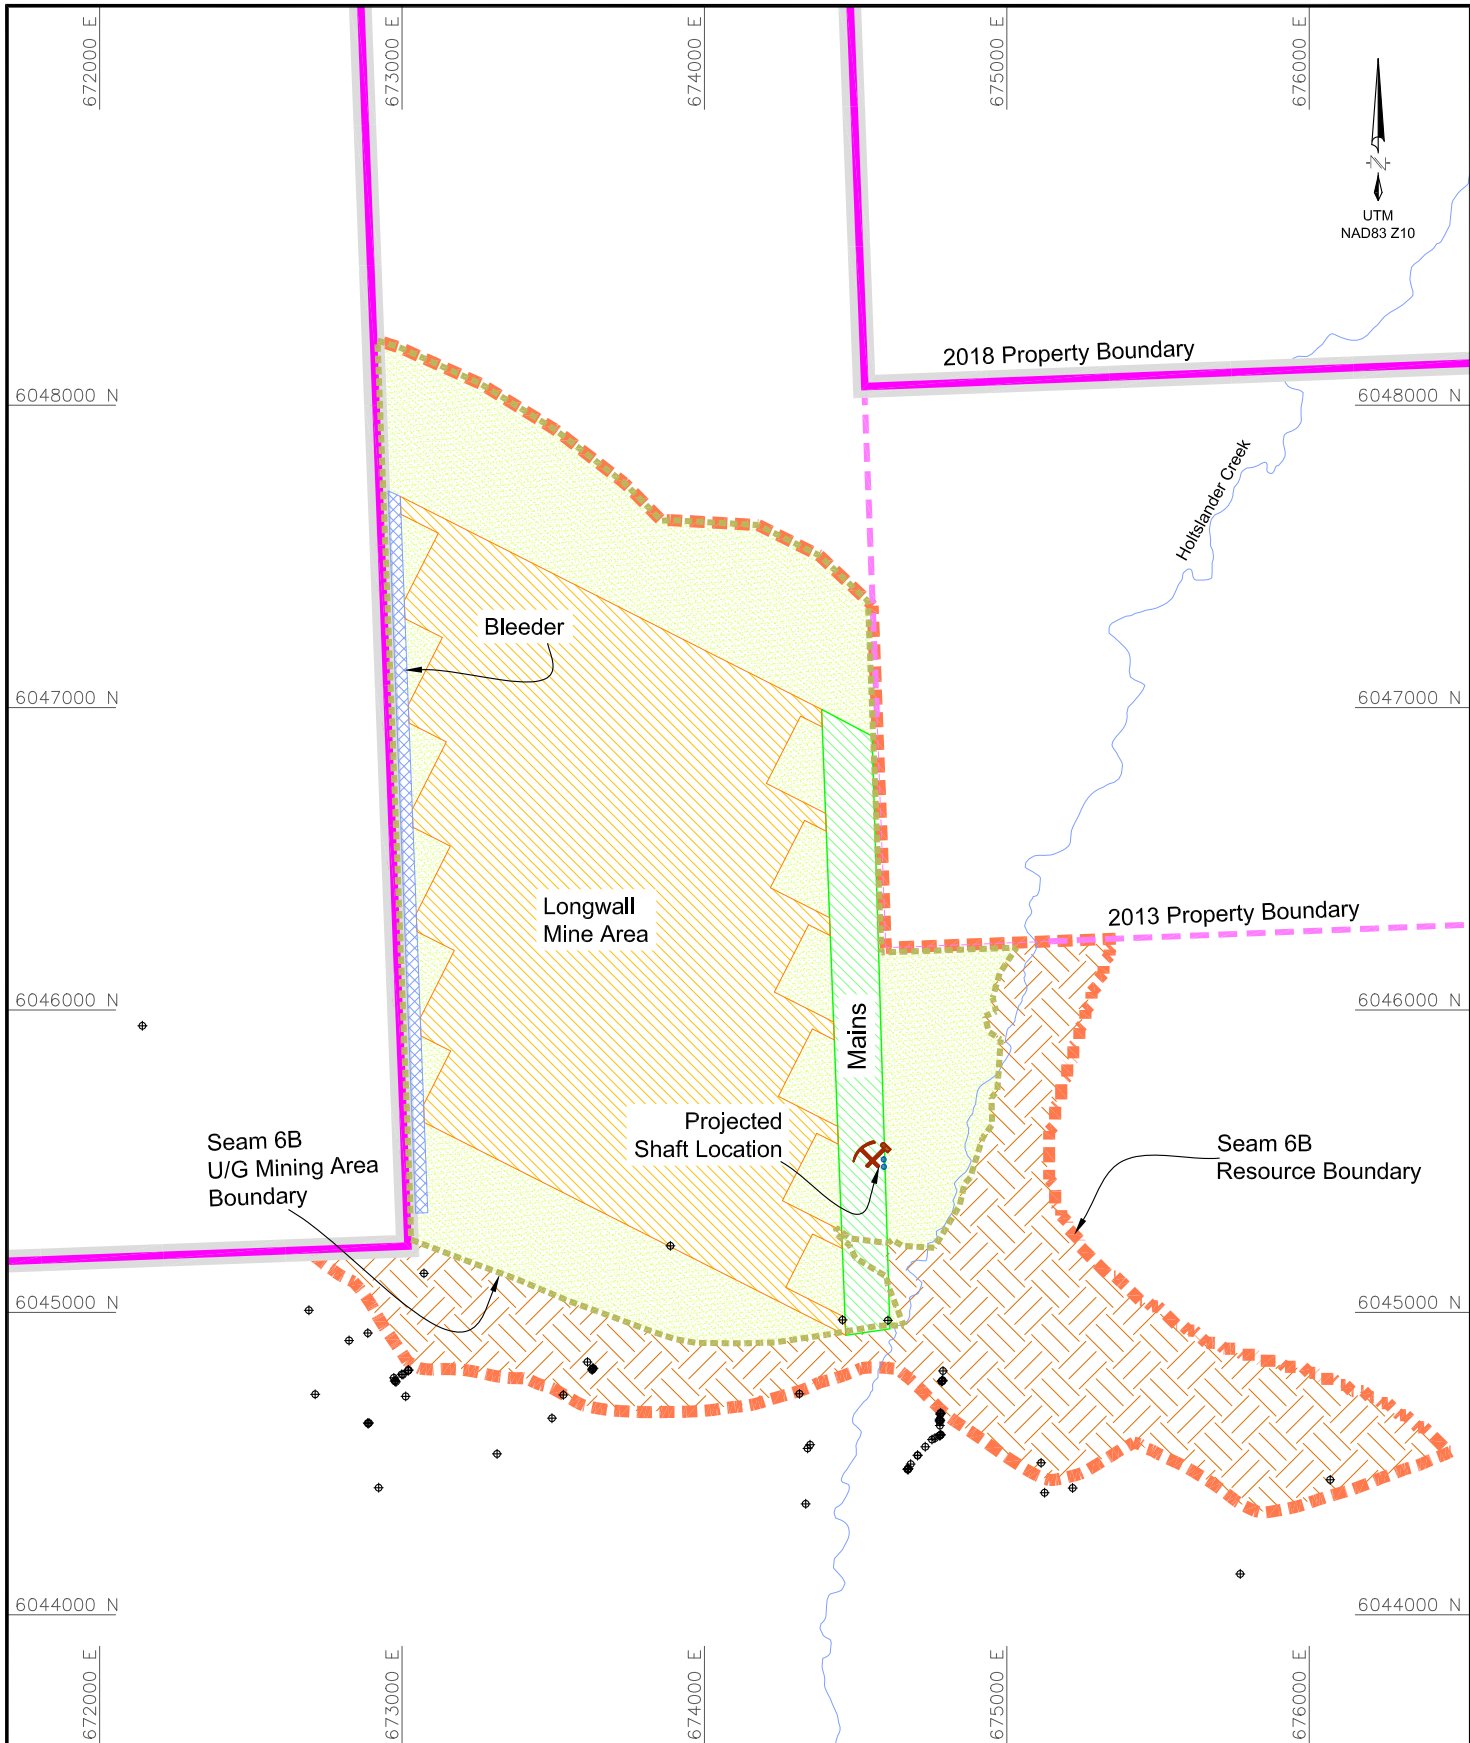 672000 E
673000 E
674000 E
675000 E
676000 E
N
UTM
NAD83 Z10
2018 Property Boundary
6048000 N
6048000 N
Holtslander Creek
Bleeder
6047000 N
6047000 N
Longwall
Mine Area
2013 Property Boundary
6046000 N
6046000 N
Mains
Projected
Shaft Location
Seam 6B
U/G Mining Area
Boundary
Seam 6B
Resource Boundary
6045000 N
6045000 N
6044000 N
6044000 N
672000 E
673000 E
674000 E
675000 E
676000 E